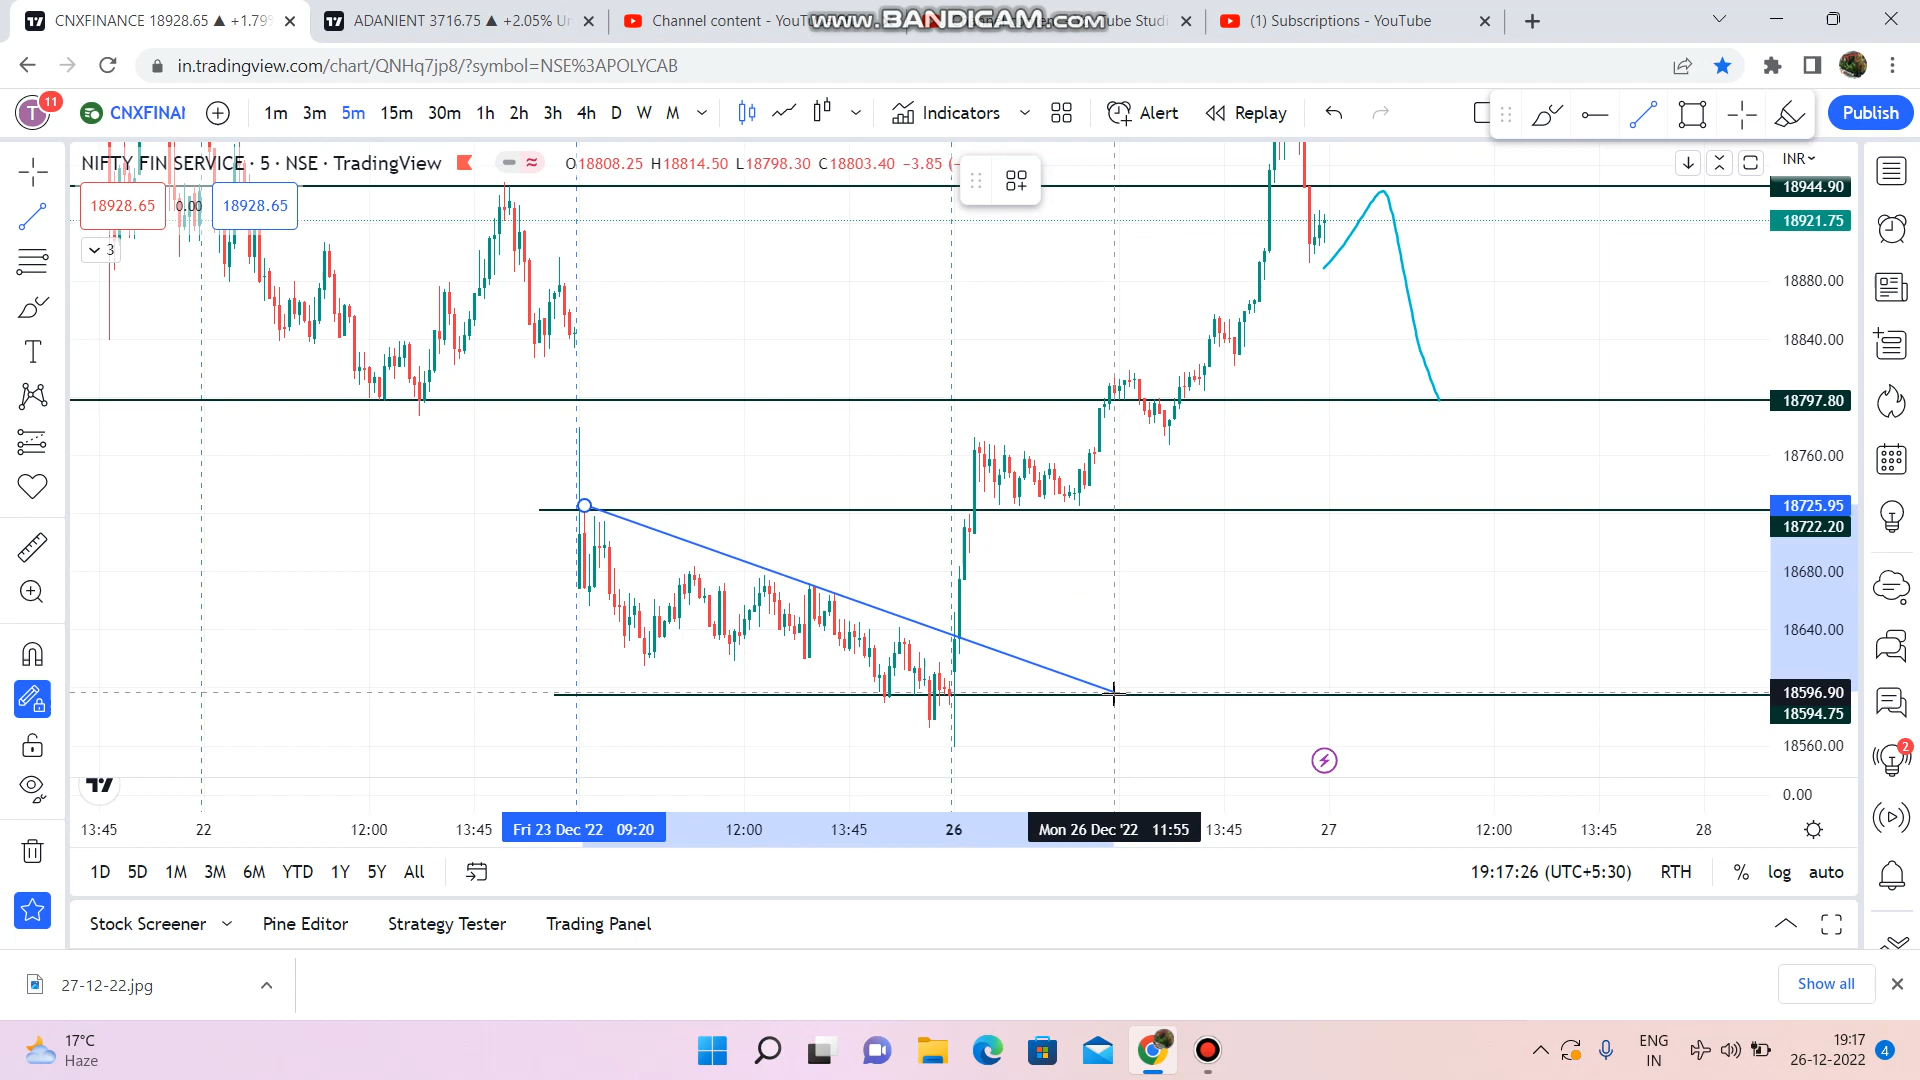 CNXFINANCE 18928.65 ▲ +1.79%
ADANIENT 3716.75 ▲ +2.05% Un
Channel content - YouTube
www.BANDICAM.com
Tube Studi
(1) Subscriptions - YouTube
in.tradingview.com/chart/QNHq7jp8/?symbol=NSE%3APOLYCAB
T 11
CNXFINAI
1m 3m 5m 15m 30m 1h 2h 3h 4h D W M
Indicators
Alert
Replay
Publish
NIFTY FIN SERVICE · 5 · NSE · TradingView
O18808.25 H18814.50 L18798.30 C18803.40 −3.85
INR
18928.65 0.00 18928.65
3
18944.90
18921.75
18880.00
18840.00
18797.80
18760.00
18725.95
18722.20
18680.00
18640.00
18596.90
18594.75
18560.00
0.00
2
13:45 22 12:00 13:45 Fri 23 Dec '22 09:20 12:00 13:45 26 Mon 26 Dec '22 11:55 13:45 27 12:00 13:45 28
1D 5D 1M 3M 6M YTD 1Y 5Y All
19:17:26 (UTC+5:30) RTH % log auto
Stock Screener Pine Editor Strategy Tester Trading Panel
27-12-22.jpg
Show all
17°C
Haze
ENG
IN
19:17
26-12-2022
4